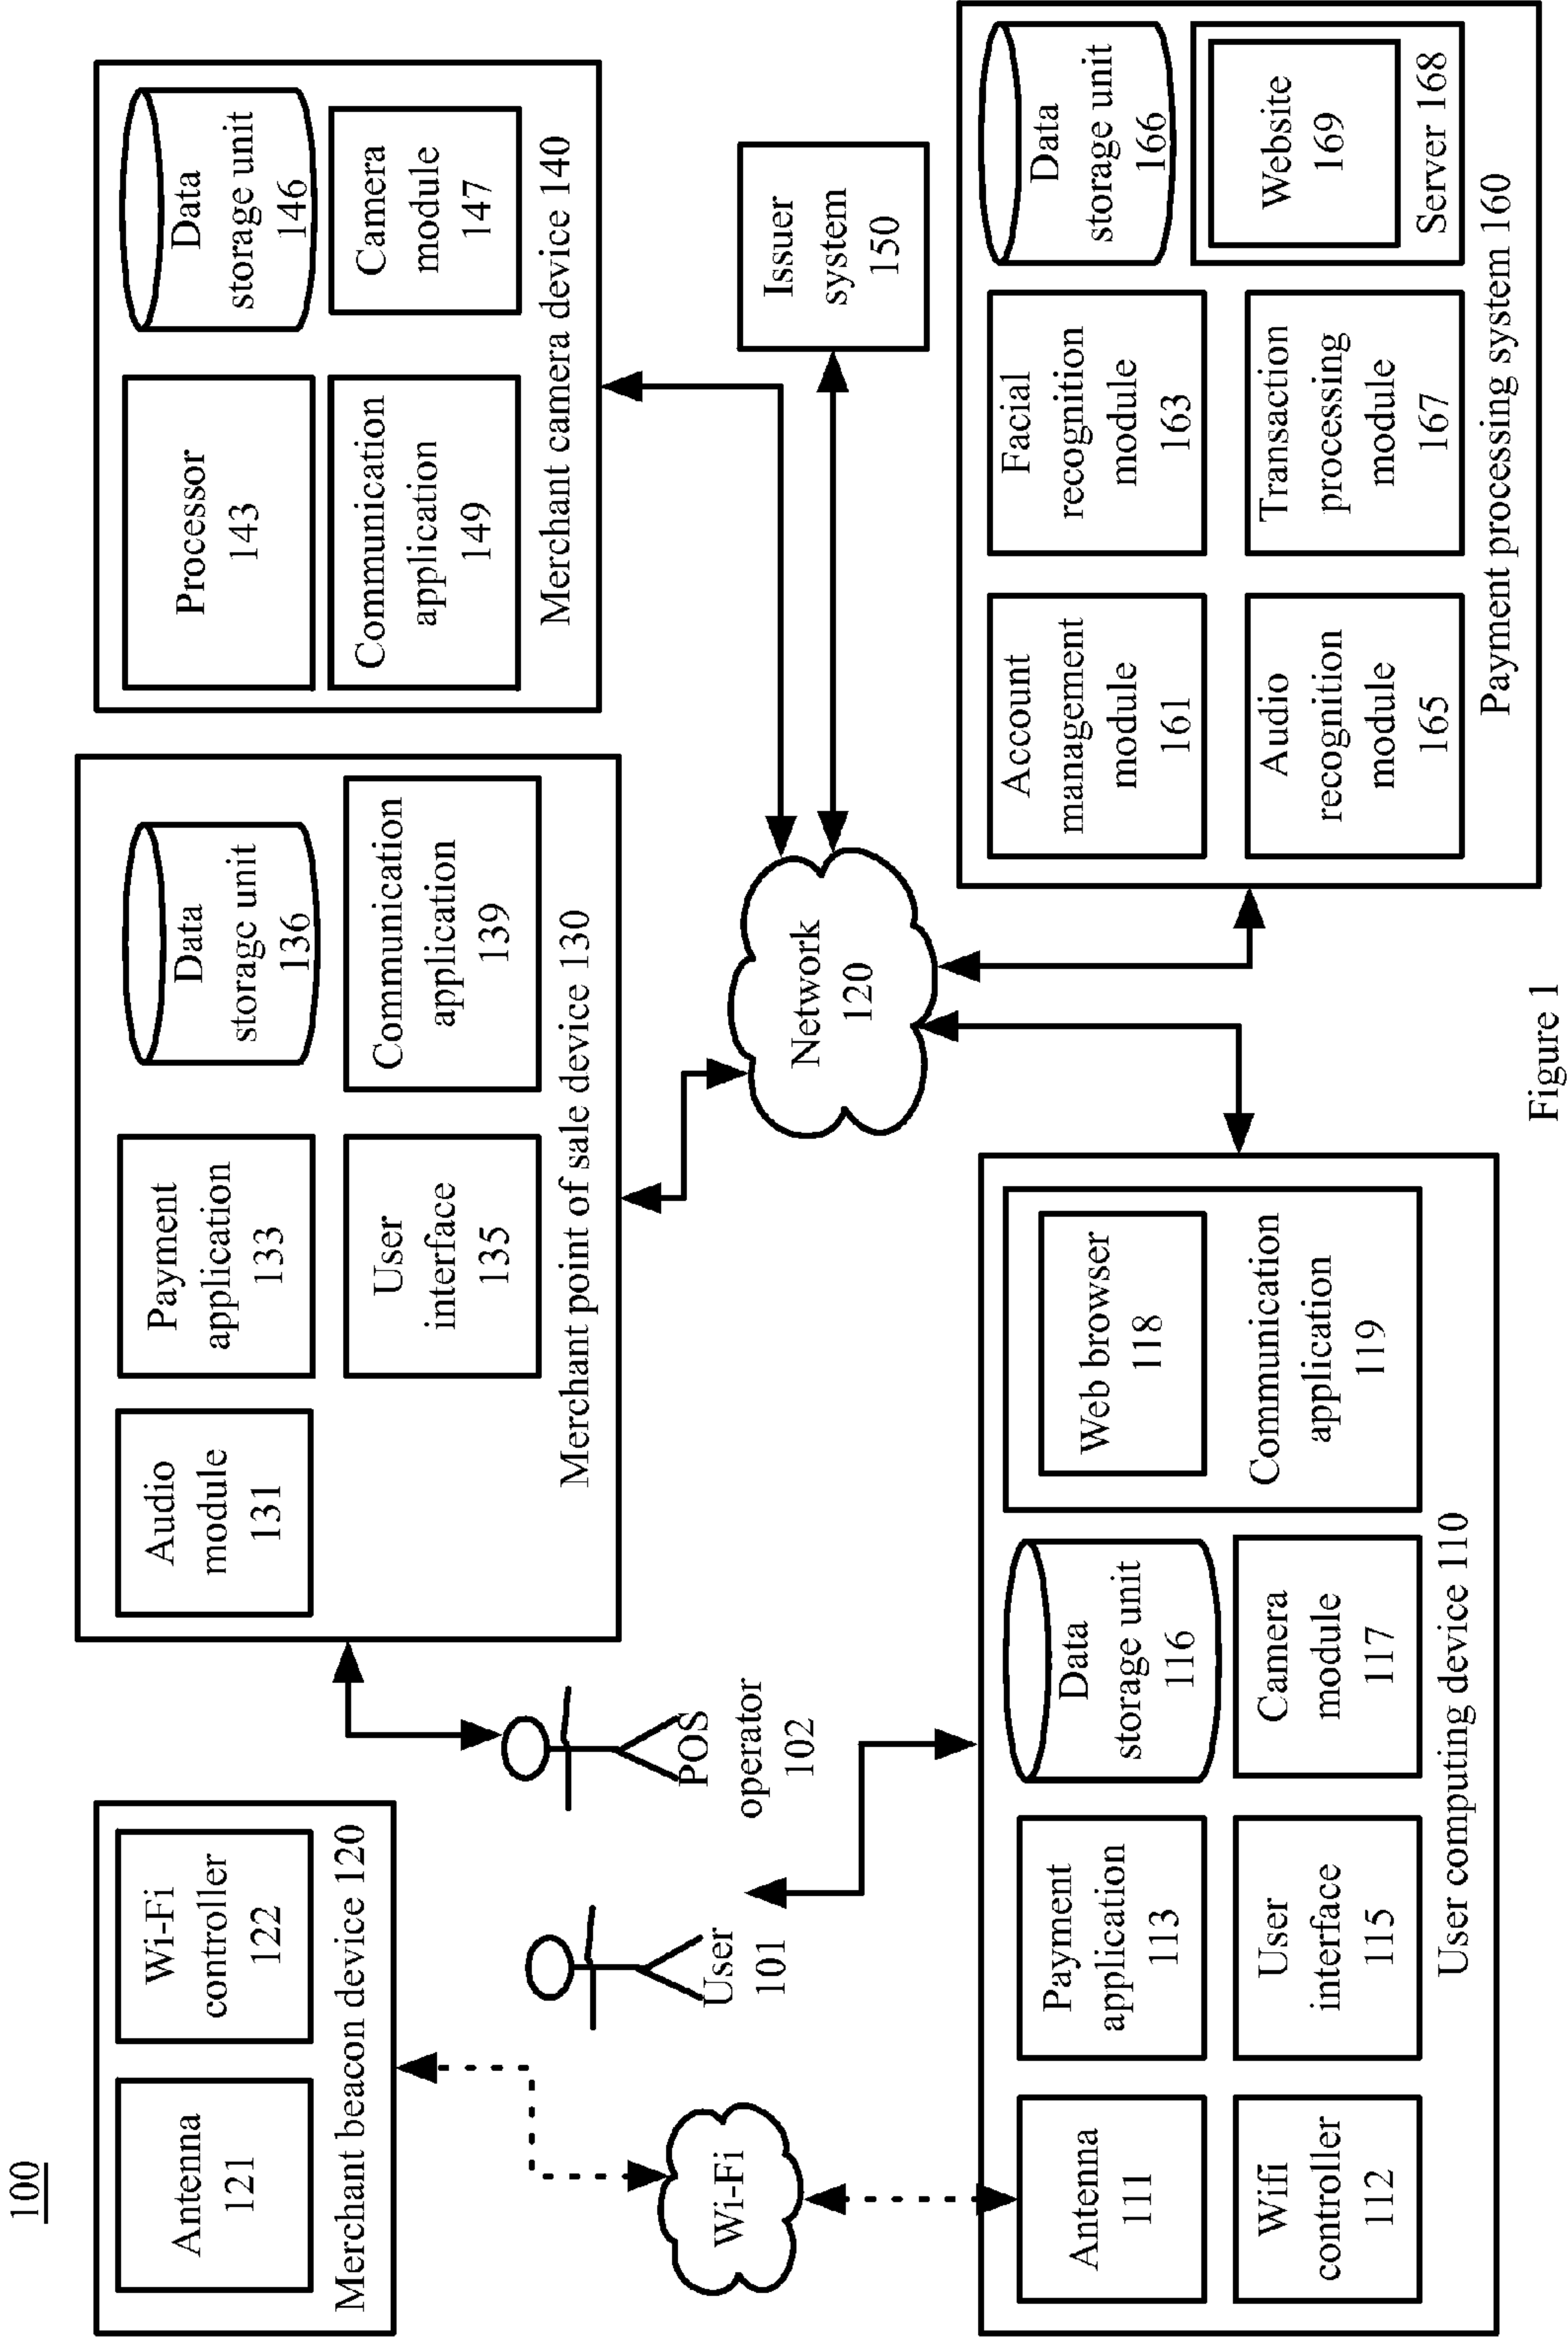 100
Antenna
121
Wi-Fi
controller
122
Merchant beacon device 120
Audio
module
131
Payment
application
133
Data
storage unit
136
User
interface
135
Communication
application
139
Merchant point of sale device 130
Processor
143
Data
storage unit
146
Communication
application
149
Camera
module
147
Merchant camera device 140
Wi-Fi
User
101
POS
operator
102
Network
120
Issuer
system
150
Antenna
111
Payment
application
113
Data
storage unit
116
Web browser
118
Communication
application
119
Wifi
controller
112
User
interface
115
Camera
module
117
User computing device 110
Account
management
module
161
Facial
recognition
module
163
Data
storage unit
166
Audio
recognition
module
165
Transaction
processing
module
167
Website
169
Server 168
Payment processing system 160
Figure 1